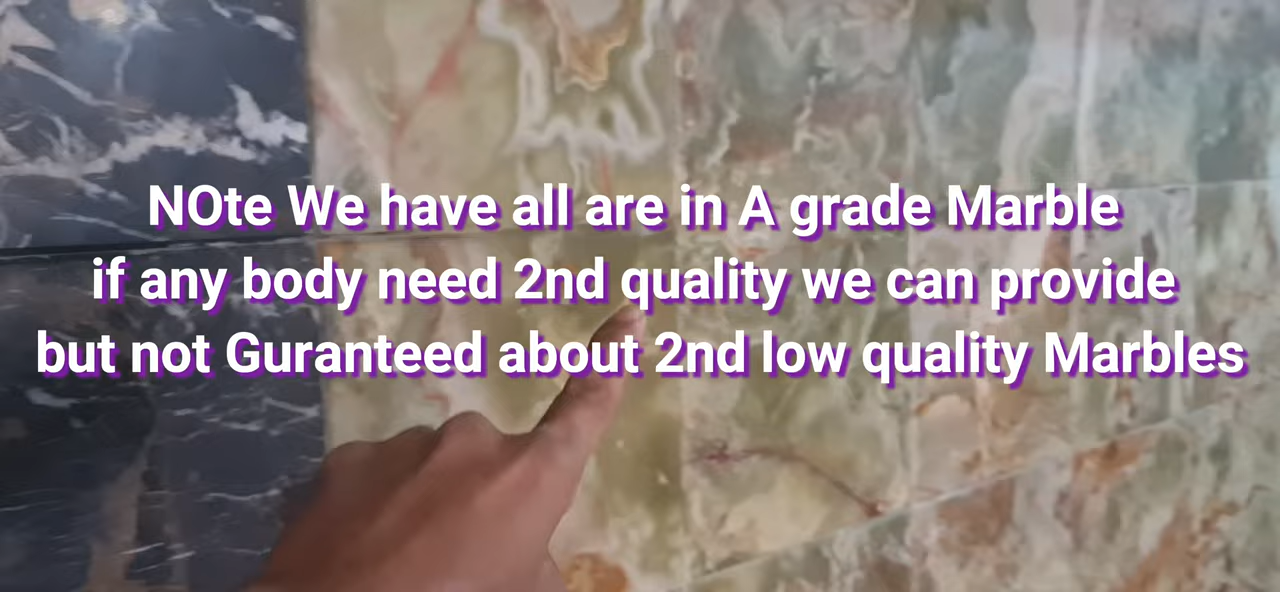 NOte We have all are in A grade Marble
if any body need 2nd quality we can provide
but not Guranteed about 2nd low quality Marbles